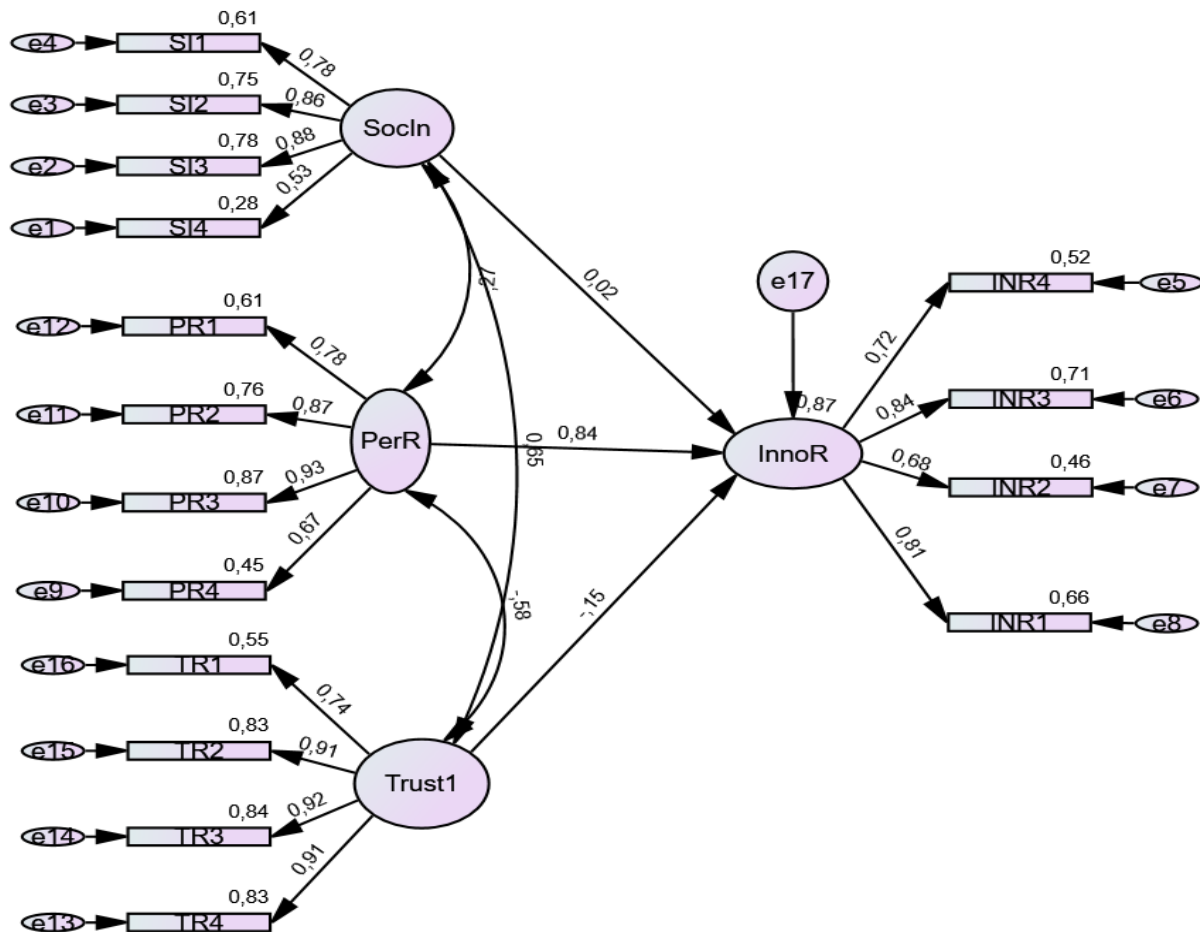 0,61
e4 SI1
0,78
0,75
e3 SI2
0,86
0,78
e2 SI3
0,88
0,28
e1 SI4
0,53
SocIn
0,61
e12 PR1
0,78
0,76
e11 PR2
0,87
0,87
e10 PR3
0,93
0,45
e9 PR4
0,67
PerR
0,55
e16 TR1
0,74
0,83
e15 TR2
0,91
0,84
e14 TR3
0,92
0,83
e13 TR4
0,91
Trust1
0,65
-,58
0,02
0,84
-,15
e17
0,87
InnoR
0,52
INR4 e5
0,72
0,71
INR3 e6
0,84
0,46
INR2 e7
0,68
0,66
INR1 e8
0,81